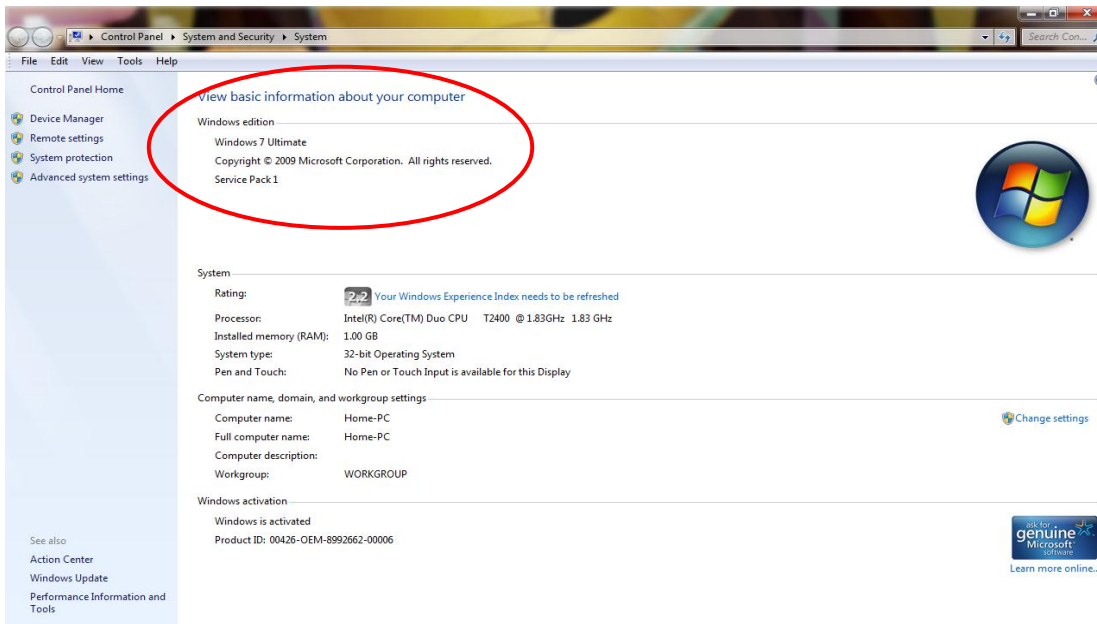 Control Panel ▸ System and Security ▸ System
Search Con...
File Edit View Tools Help
Control Panel Home
Device Manager
Remote settings
System protection
Advanced system settings
View basic information about your computer
Windows edition
Windows 7 Ultimate
Copyright © 2009 Microsoft Corporation. All rights reserved.
Service Pack 1
System
Rating: 2,2 Your Windows Experience Index needs to be refreshed
Processor: Intel(R) Core(TM) Duo CPU T2400 @ 1.83GHz 1.83 GHz
Installed memory (RAM): 1.00 GB
System type: 32-bit Operating System
Pen and Touch: No Pen or Touch Input is available for this Display
Computer name, domain, and workgroup settings
Computer name: Home-PC
Change settings
Full computer name: Home-PC
Computer description:
Workgroup: WORKGROUP
Windows activation
Windows is activated
Product ID: 00426-OEM-8992662-00006
ask for
genuine
Microsoft
software
Learn more online...
See also
Action Center
Windows Update
Performance Information and
Tools